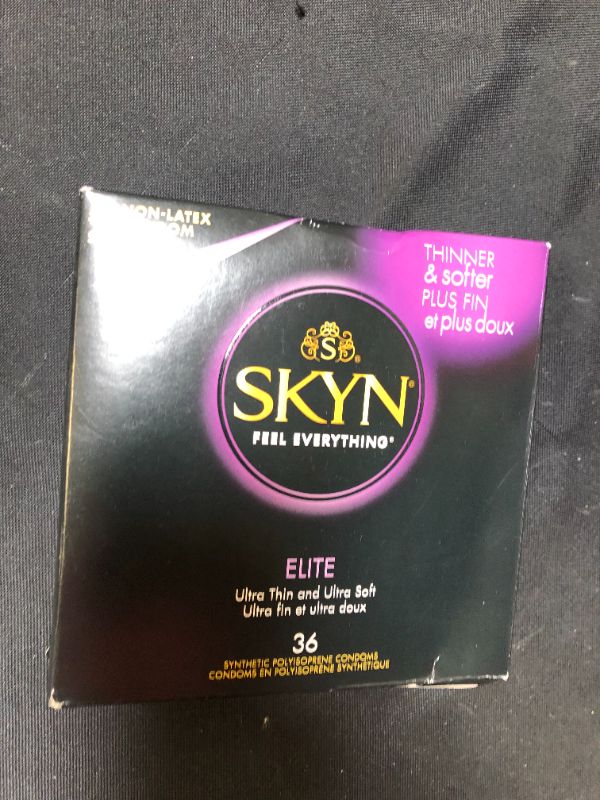 NON-LATEX
THINNER
& softer
PLUS FIN
et plus doux
S
SKYN®
FEEL EVERYTHING®
ELITE
Ultra Thin and Ultra Soft
Ultra fin et ultra doux
36
SYNTHETIC POLYISOPRENE CONDOMS
CONDOMS EN POLYISOPRÈNE SYNTHÉTIQUE